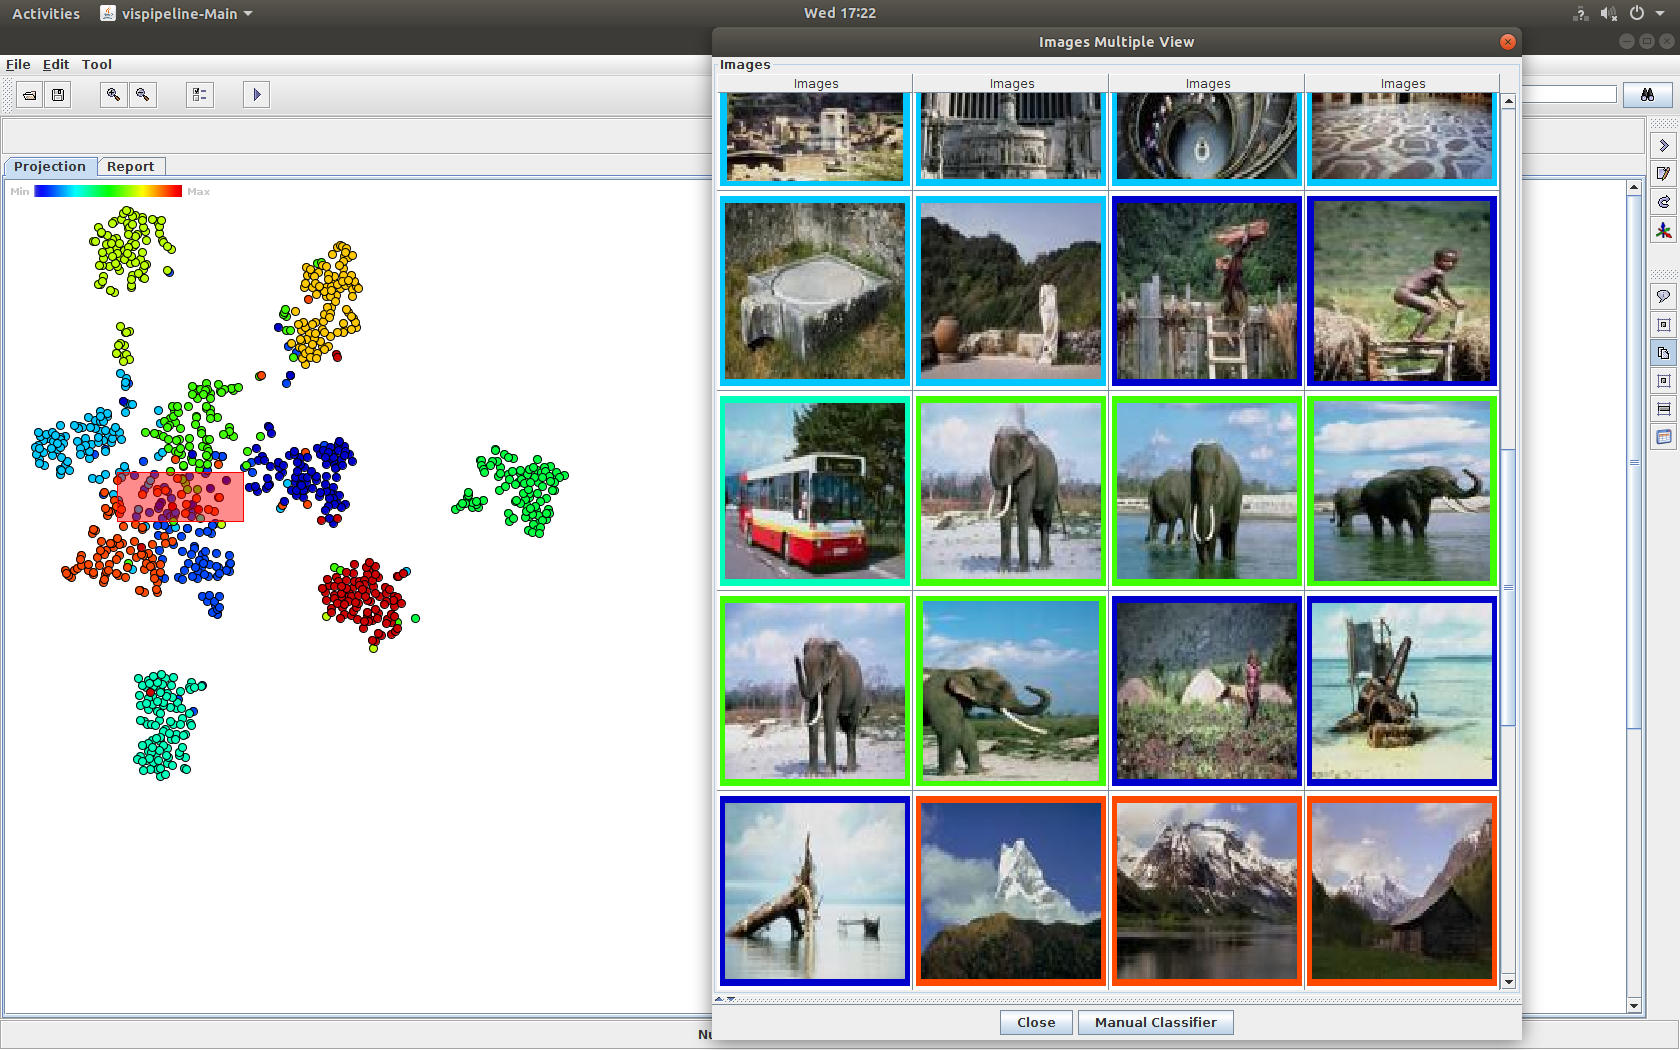 Activities
vispipeline-Main
Wed 17:22
Images Multiple View
File Edit Tool
Images
Images Images Images Images
Projection Report
Min Max
Close Manual Classifier